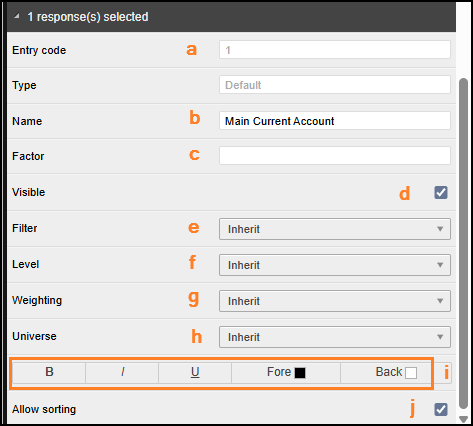 1 response(s) selected
Entry code a 1
Type Default
Name b Main Current Account
Factor c
Visible d
Filter e Inherit
Level f Inherit
Weighting g Inherit
Universe h Inherit
B I U Fore Back i
Allow sorting j